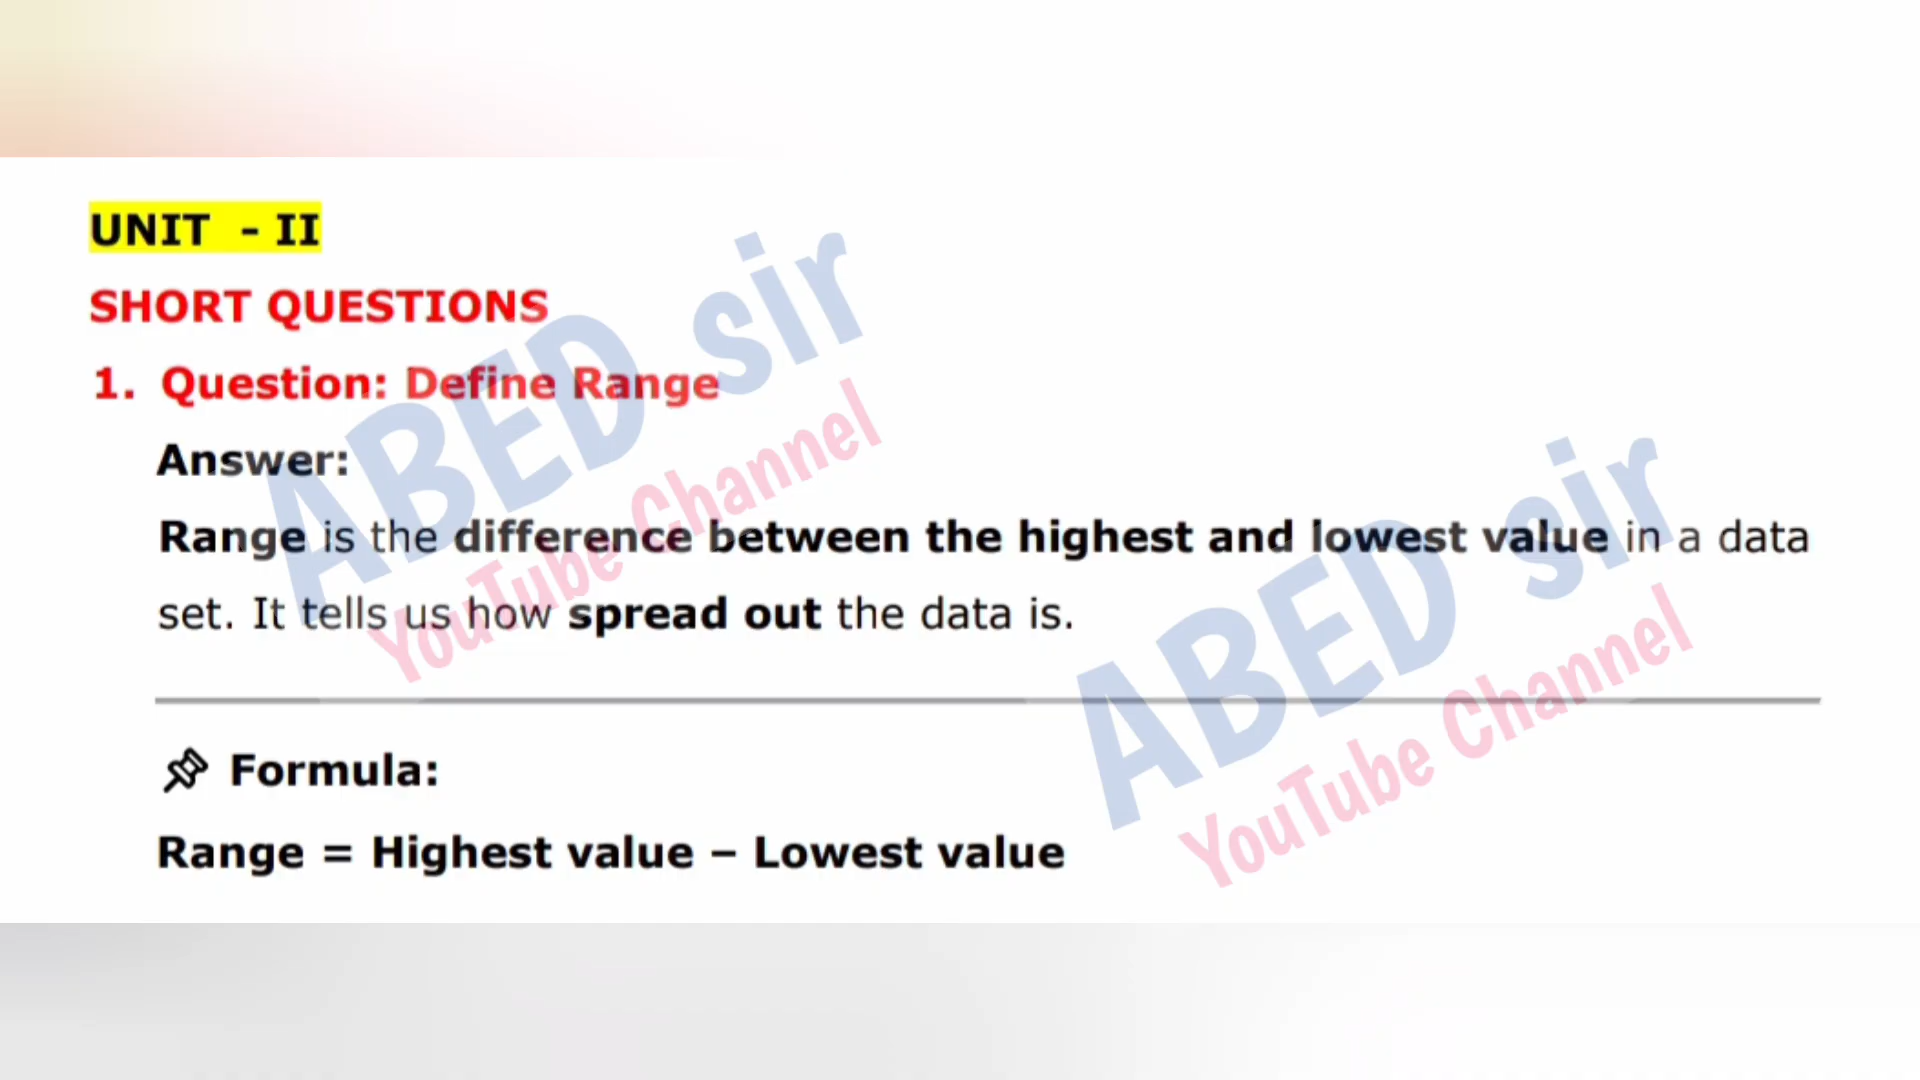 UNIT - II
SHORT QUESTIONS
1. Question: Define Range
Answer:
Range is the difference between the highest and lowest value in a data
set. It tells us how spread out the data is.
Formula:
Range = Highest value – Lowest value
ABED sir
YouTube Channel
ABED sir
YouTube Channel